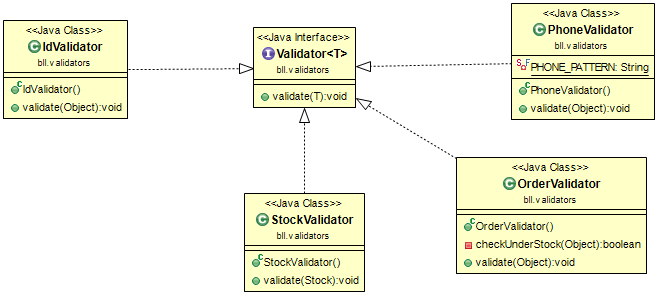 <<Java Class>>
IdValidator
bll.validators
IdValidator()
validate(Object):void
<<Java Interface>>
Validator<T>
bll.validators
validate(T):void
<<Java Class>>
PhoneValidator
bll.validators
PHONE_PATTERN: String
PhoneValidator()
validate(Object):void
<<Java Class>>
StockValidator
bll.validators
StockValidator()
validate(Stock):void
<<Java Class>>
OrderValidator
bll.validators
OrderValidator()
checkUnderStock(Object):boolean
validate(Object):void